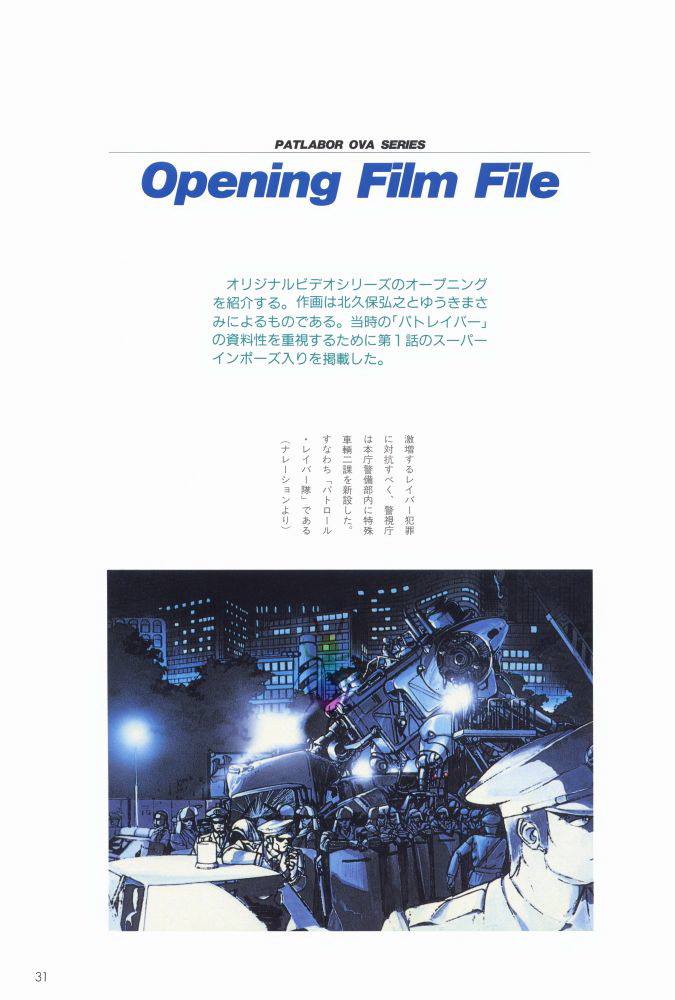 PATLABOR OVA SERIES
Opening Film File
オリジナルビデオシリーズのオープニング
を紹介する。作画は北久保弘之とゆうきまさ
みによるものである。当時の「パトレイバー」
の資料性を重視するために第1話のスーパー
インポーズ入りを掲載した。
激増するレイバー犯罪
に対抗すべく、警視庁
は本庁警備部内に特殊
車輌二課を新設した。
すなわち「パトロール
・レイバー隊」である
(ナレーションより)
31